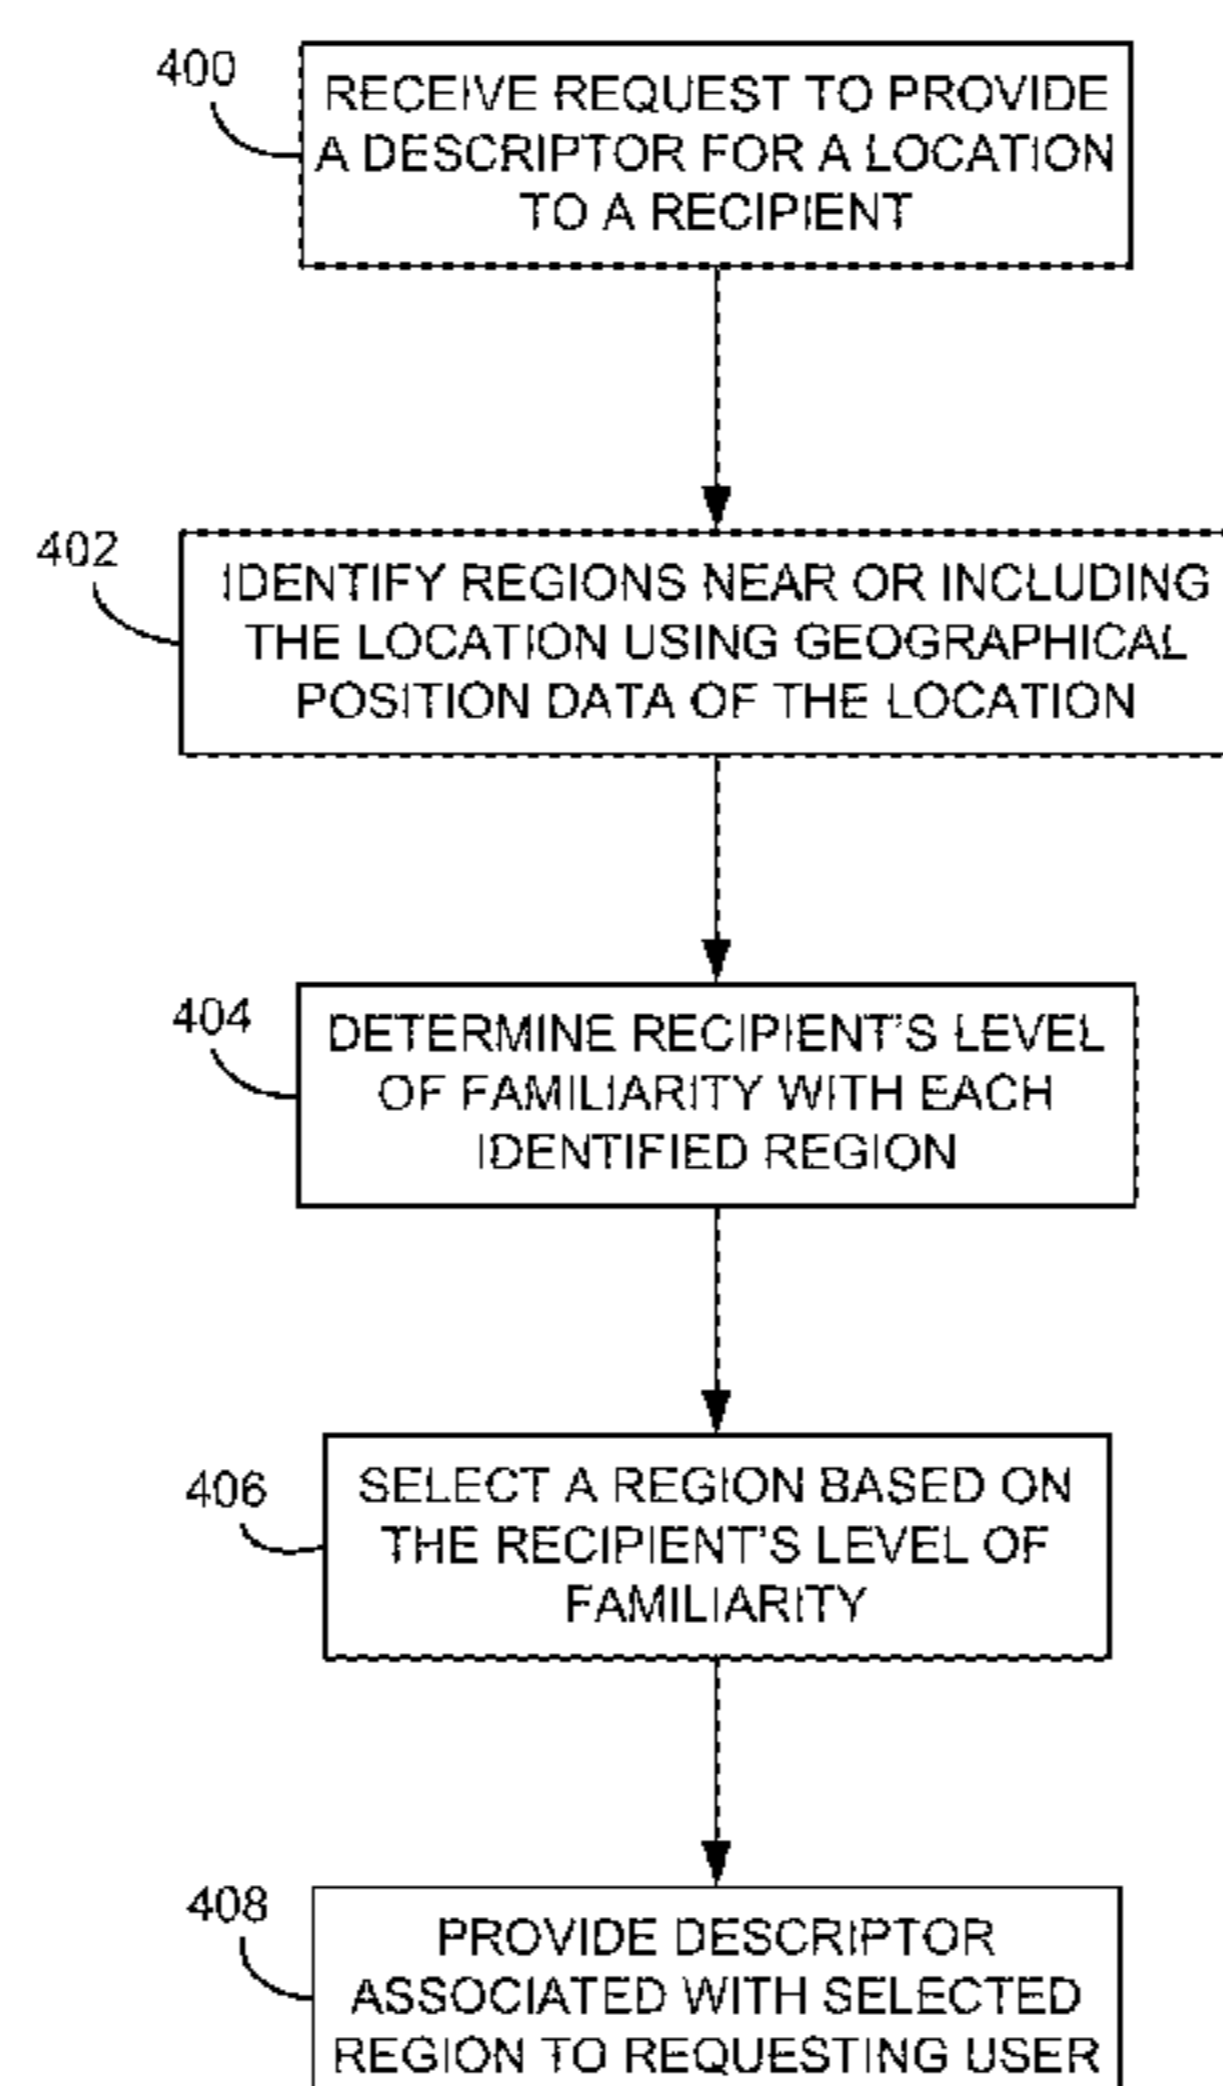 400
RECEIVE REQUEST TO PROVIDE
A DESCRIPTOR FOR A LOCATION
TO A RECIPIENT
402
IDENTIFY REGIONS NEAR OR INCLUDING
THE LOCATION USING GEOGRAPHICAL
POSITION DATA OF THE LOCATION
404
DETERMINE RECIPIENT'S LEVEL
OF FAMILIARITY WITH EACH
IDENTIFIED REGION
406
SELECT A REGION BASED ON
THE RECIPIENT'S LEVEL OF
FAMILIARITY
408
PROVIDE DESCRIPTOR
ASSOCIATED WITH SELECTED
REGION TO REQUESTING USER